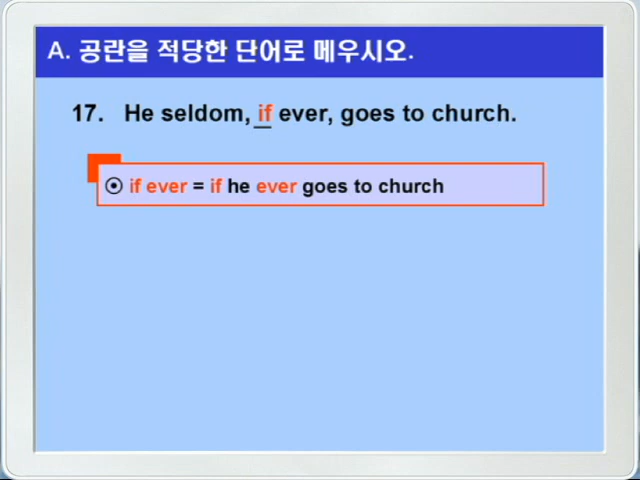 A. 공란을 적당한 단어로 메우시오.
17. He seldom, if ever, goes to church.
⊙ if ever = if he ever goes to church